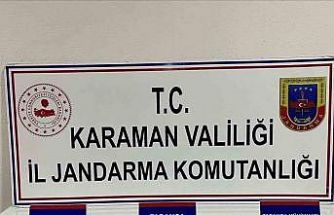 T.C.
KARAMAN VALİLİĞİ
İL JANDARMA KOMUTANLIĞI